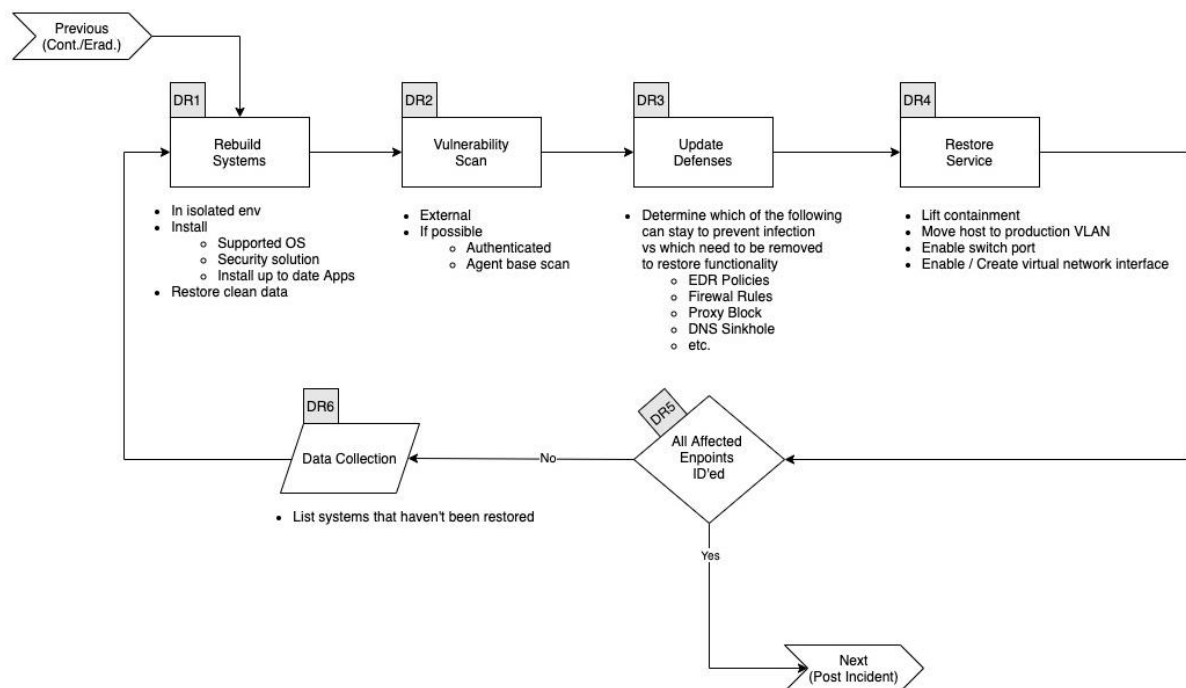 Previous
(Cont./Erad.)
DR1
Rebuild
Systems
• In isolated env
• Install
○ Supported OS
○ Security solution
○ Install up to date Apps
• Restore clean data
DR2
Vulnerability
Scan
• External
• If possible
○ Authenticated
○ Agent base scan
DR3
Update
Defenses
• Determine which of the following
can stay to prevent infection
vs which need to be removed
to restore functionality
○ EDR Policies
○ Firewal Rules
○ Proxy Block
○ DNS Sinkhole
○ etc.
DR4
Restore
Service
• Lift containment
• Move host to production VLAN
• Enable switch port
• Enable / Create virtual network interface
DR5
All Affected
Enpoints
ID'ed
No
DR6
Data Collection
• List systems that haven't been restored
Yes
Next
(Post Incident)